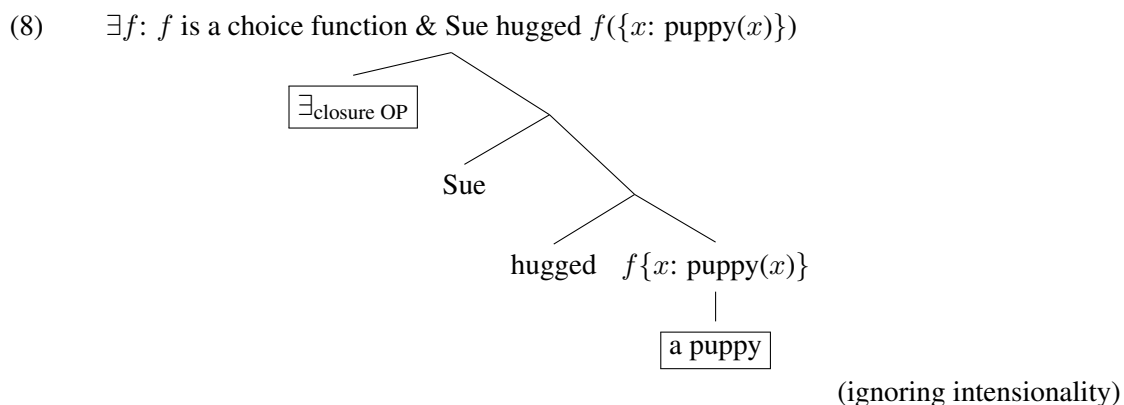 (8) ∃f: f is a choice function & Sue hugged f({x: puppy(x)})
∃closure OP
Sue
hugged f{x: puppy(x)}
a puppy
(ignoring intensionality)